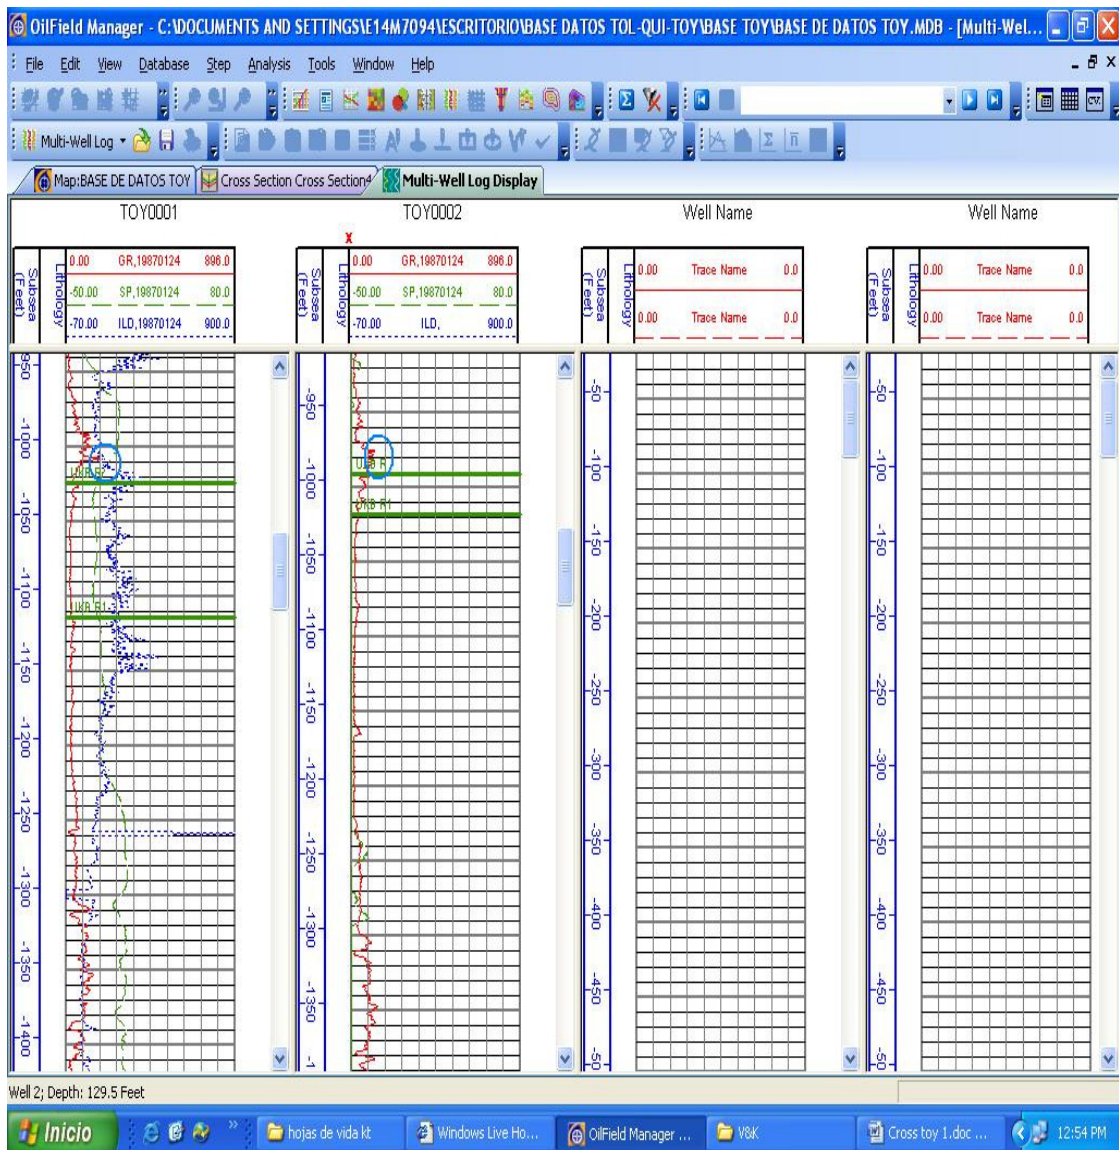 OilField Manager - C:\DOCUMENTS AND SETTINGS\E14M7094\ESCRITORIO\BASE DATOS TOL-QUI-TOY\BASE TOY\BASE DE DATOS TOY.MDB - [Multi-Wel...
File Edit View Database Step Analysis Tools Window Help
CV.
Multi-Well Log
Map:BASE DE DATOS TOY Cross Section Cross Section4 Multi-Well Log Display
TOY0001 TOY0002 Well Name Well Name
X
Subsea (Feet) Lithology 0.00 GR,19870124 896.0
-50.00 SP,19870124 80.0
-70.00 ILD,19870124 900.0
Subsea (Feet) Lithology 0.00 GR,19870124 896.0
-50.00 SP,19870124 80.0
-70.00 ILD, 900.0
Subsea (Feet) Lithology 0.00 Trace Name 0.0
0.00 Trace Name 0.0
Subsea (Feet) Lithology 0.00 Trace Name 0.0
0.00 Trace Name 0.0
950
-1000
-1050
-1100
-1150
-1200
-1250
-1300
-1350
-1400
UKB R1
-950
-1000
-1050
-1100
-1150
-1200
-1250
-1300
-1350
-1
UKB R1
-50
-100
-150
-200
-250
-300
-350
-400
-450
-50
-50
-100
-150
-200
-250
-300
-350
-400
-450
-50
Well 2; Depth: 129.5 Feet
Inicio hojas de vida kt Windows Live Ho... OilField Manager ... V&K Cross toy 1.doc ... 12:54 PM